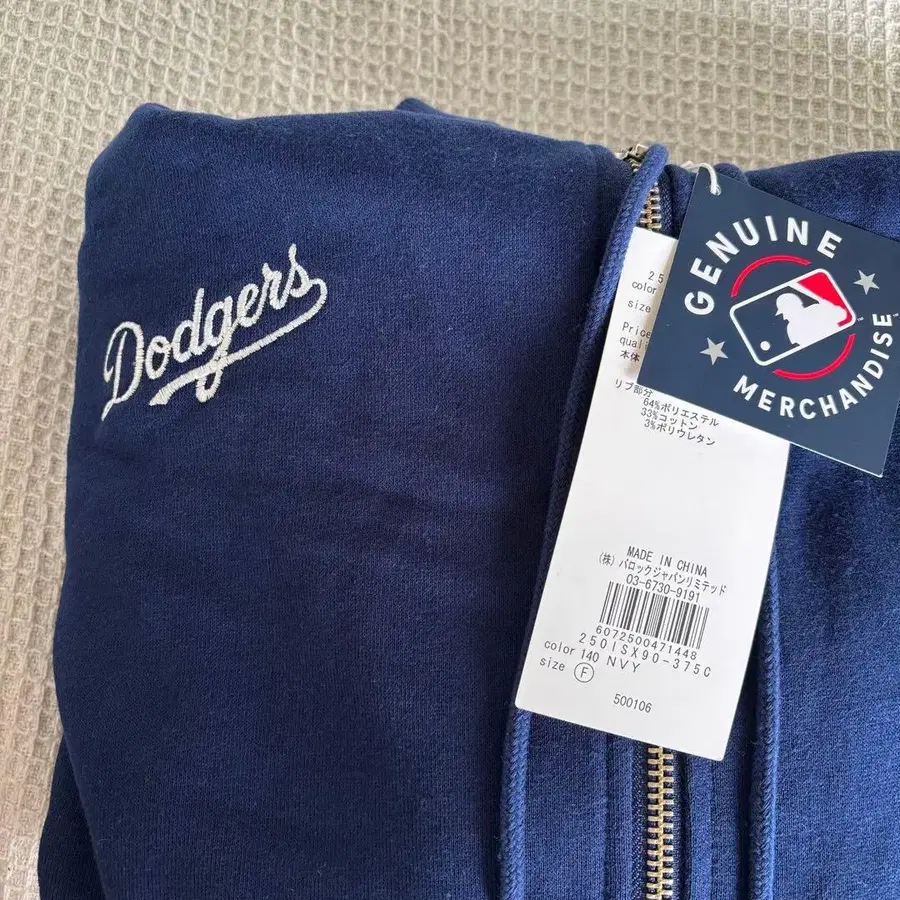 Dodgers
GENUINE
MERCHANDISE
25
color
size
Price
quali
本体
リブ部分
64%ポリエステル
33%コットン
3%ポリウレタン
MADE IN CHINA
(株)バロックジャパンリミテッド
03-6730-9191
6072500471448
250ISX90-375C
color 140 NVY
size Ⓕ
500106